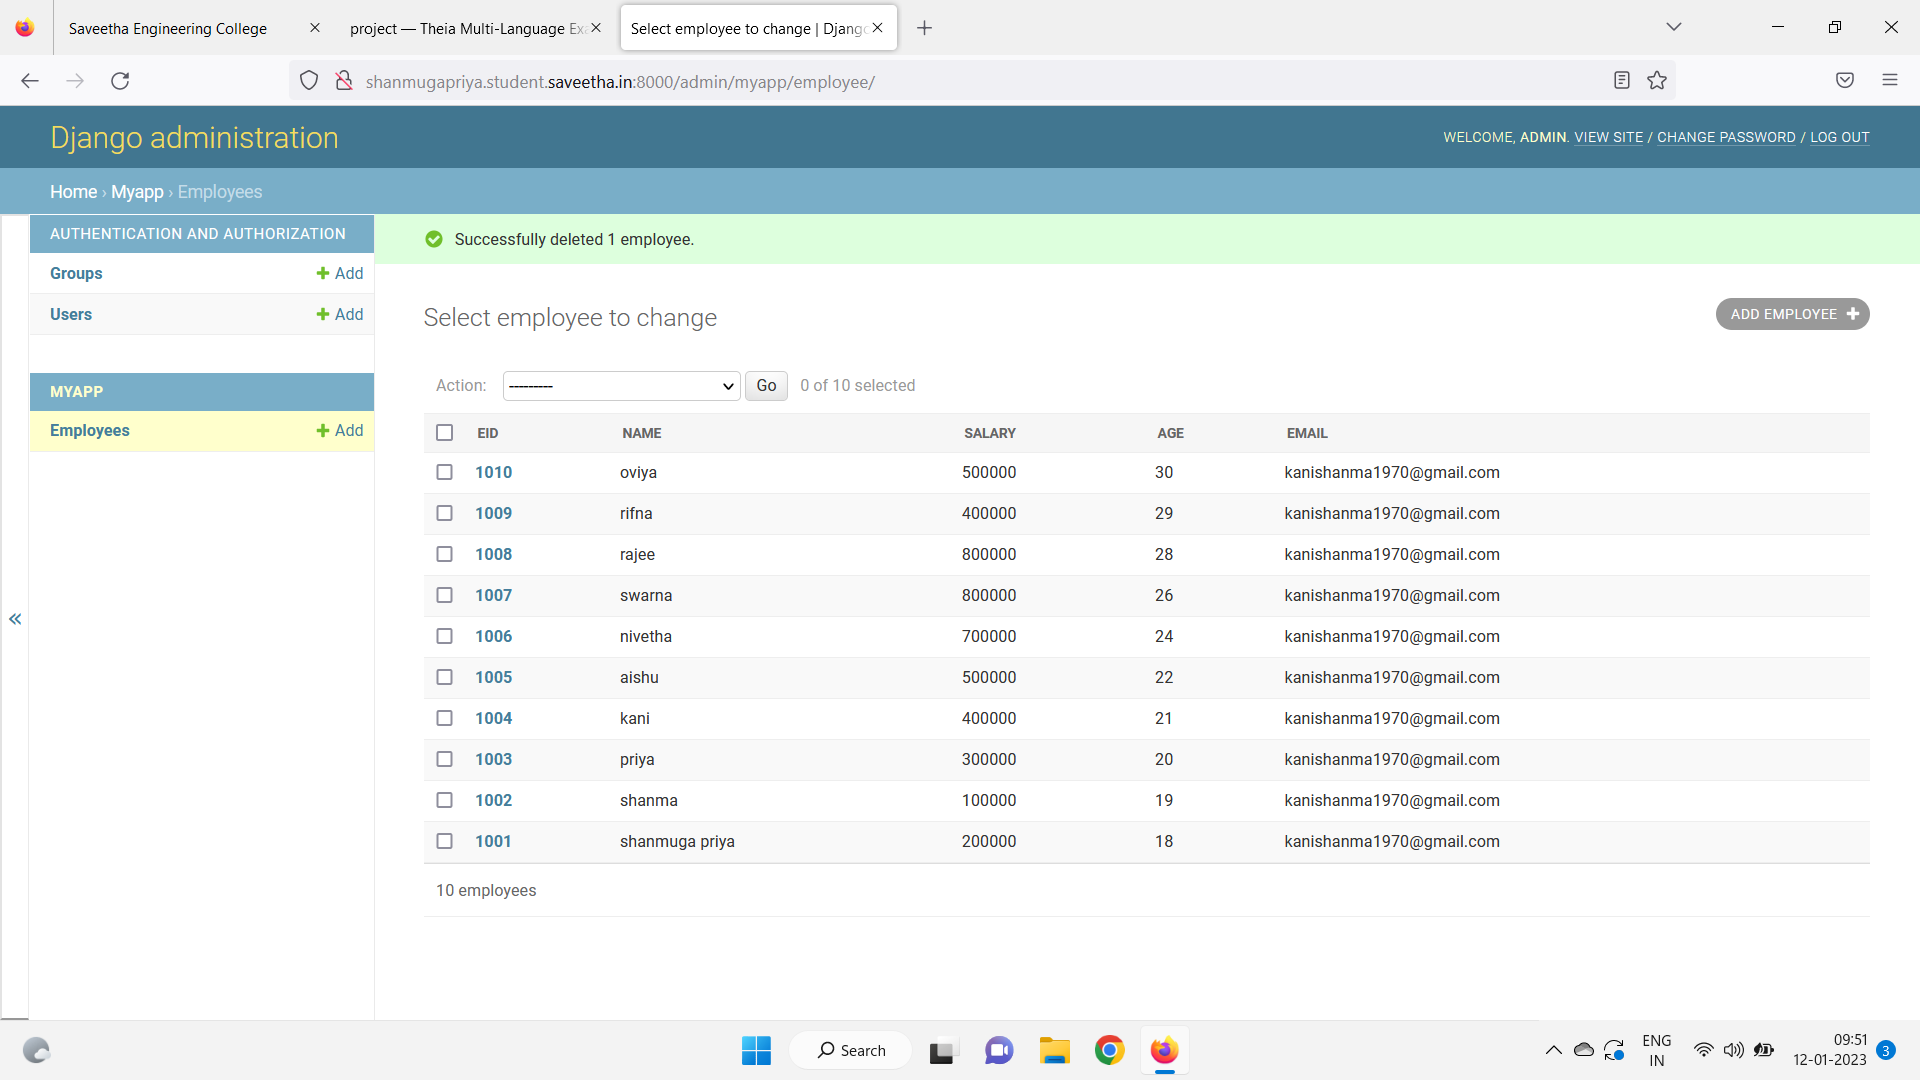 Saveetha Engineering College
project — Theia Multi-Language Exa
Select employee to change | Django
shanmugapriya.student.saveetha.in:8000/admin/myapp/employee/
Django administration
WELCOME, ADMIN. VIEW SITE / CHANGE PASSWORD / LOG OUT
Home › Myapp › Employees
AUTHENTICATION AND AUTHORIZATION
Groups + Add
Users + Add
MYAPP
Employees + Add
Successfully deleted 1 employee.
Select employee to change
ADD EMPLOYEE +
Action: --------- Go 0 of 10 selected
EID NAME SALARY AGE EMAIL
1010 oviya 500000 30 kanishanma1970@gmail.com
1009 rifna 400000 29 kanishanma1970@gmail.com
1008 rajee 800000 28 kanishanma1970@gmail.com
1007 swarna 800000 26 kanishanma1970@gmail.com
1006 nivetha 700000 24 kanishanma1970@gmail.com
1005 aishu 500000 22 kanishanma1970@gmail.com
1004 kani 400000 21 kanishanma1970@gmail.com
1003 priya 300000 20 kanishanma1970@gmail.com
1002 shanma 100000 19 kanishanma1970@gmail.com
1001 shanmuga priya 200000 18 kanishanma1970@gmail.com
10 employees
«
Search
ENG
IN
09:51
12-01-2023
3